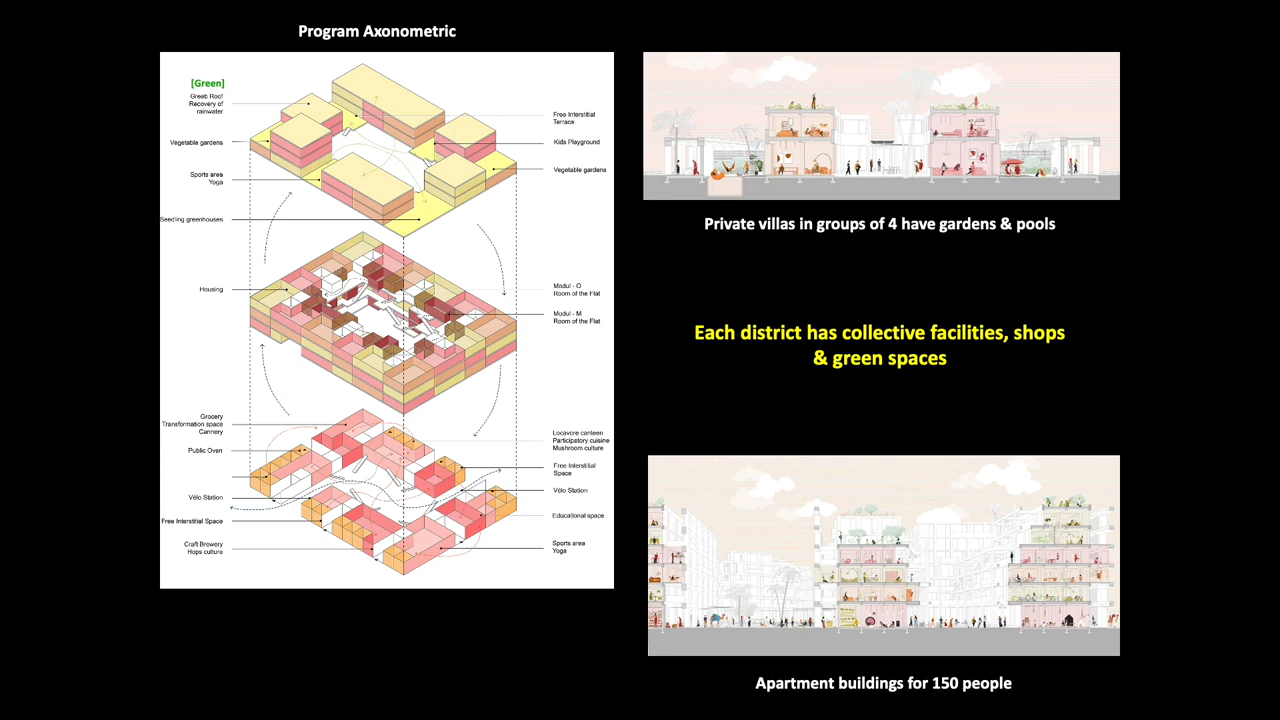 Program Axonometric
[Green]
Greeb Roof
Recovery of
rainwater
Vegetable gardens
Sports area
Yoga
Seedling greenhouses
Free Interstitial
Terrace
Kids Playground
Vegetable gardens
Housing
Modul - O
Room of the Flat
Modul - M
Room of the Flat
Grocery
Transformation space
Cannery
Public Oven
Vélo Station
Free Interstitial Space
Craft Brewery
Hops culture
Locavore canteen
Participatory cuisine
Mushroom culture
Free Interstitial
Space
Vélo Station
Educational space
Sports area
Yoga
Private villas in groups of 4 have gardens & pools
Each district has collective facilities, shops
& green spaces
Apartment buildings for 150 people